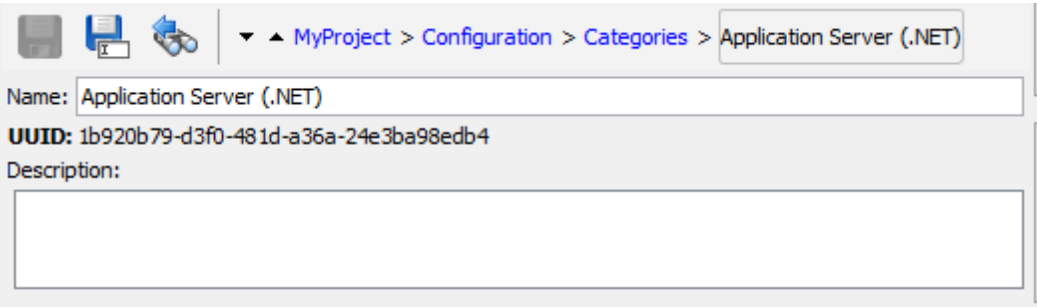 MyProject > Configuration > Categories > Application Server (.NET)
Name: Application Server (.NET)
UUID: 1b920b79-d3f0-481d-a36a-24e3ba98edb4
Description: